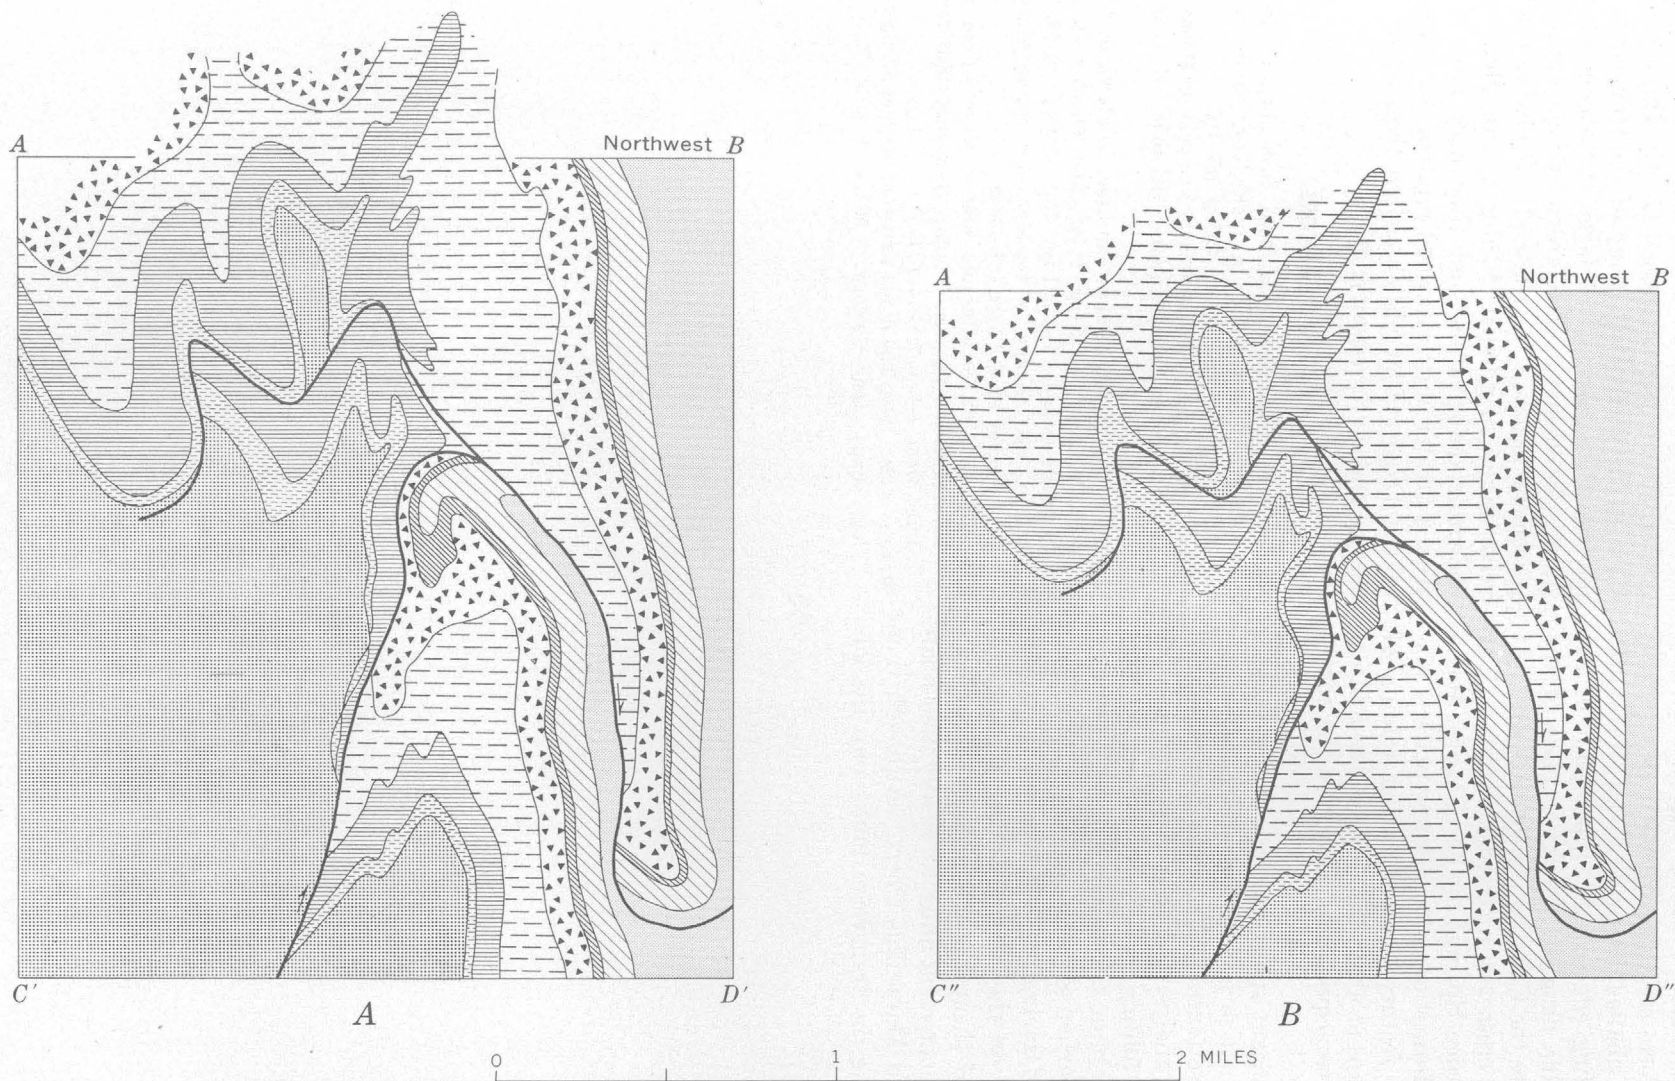 A Northwest B
A Northwest B
C′ D′
C″ D″
A
B
0 1 2 MILES